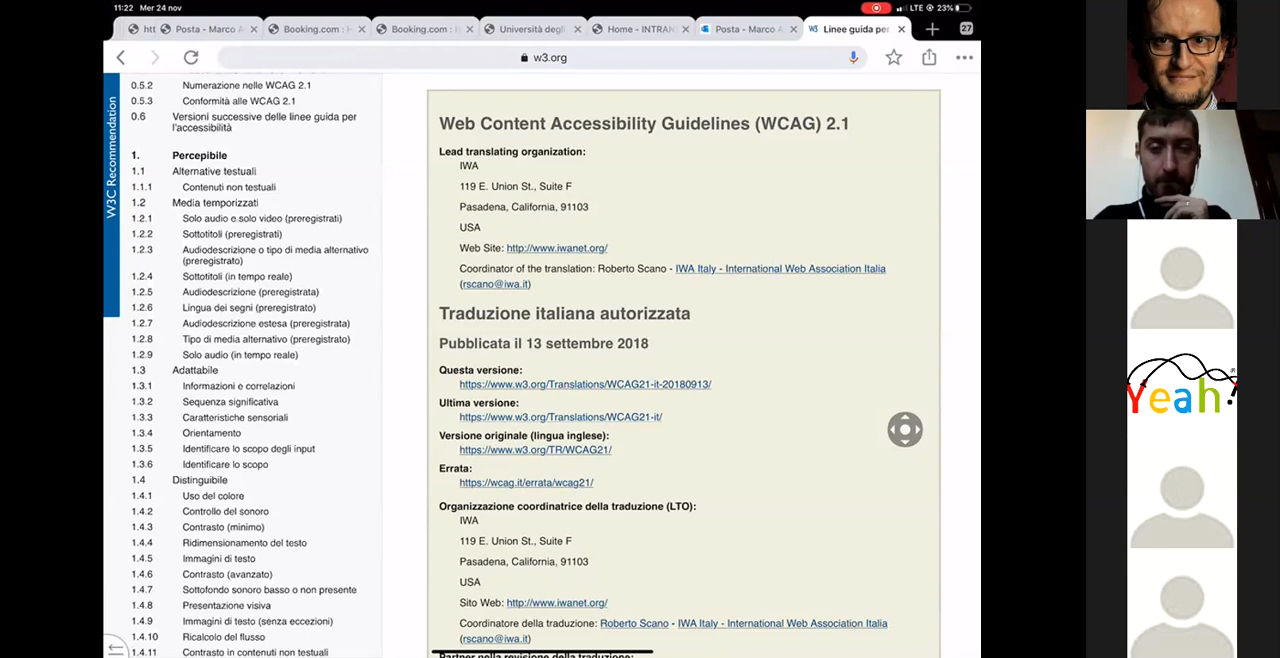 11:22 Mer 24 nov
LTE 23%
htt Posta - Marco A Booking.com : Booking.com : Università degl Home - INTRAN Posta - Marco A Linee guida per 27
w3.org
W3C Recommendation
0.5.2 Numerazione nelle WCAG 2.1
0.5.3 Conformità alle WCAG 2.1
0.6 Versioni successive delle linee guida per
l'accessibilità
1. Percepibile
1.1 Alternative testuali
1.1.1 Contenuti non testuali
1.2 Media temporizzati
1.2.1 Solo audio e solo video (preregistrati)
1.2.2 Sottotitoli (preregistrati)
1.2.3 Audiodescrizione o tipo di media alternativo
(preregistrato)
1.2.4 Sottotitoli (in tempo reale)
1.2.5 Audiodescrizione (preregistrata)
1.2.6 Lingua dei segni (preregistrato)
1.2.7 Audiodescrizione estesa (preregistrata)
1.2.8 Tipo di media alternativo (preregistrato)
1.2.9 Solo audio (in tempo reale)
1.3 Adattabile
1.3.1 Informazioni e correlazioni
1.3.2 Sequenza significativa
1.3.3 Caratteristiche sensoriali
1.3.4 Orientamento
1.3.5 Identificare lo scopo degli input
1.3.6 Identificare lo scopo
1.4 Distinguibile
1.4.1 Uso del colore
1.4.2 Controllo del sonoro
1.4.3 Contrasto (minimo)
1.4.4 Ridimensionamento del testo
1.4.5 Immagini di testo
1.4.6 Contrasto (avanzato)
1.4.7 Sottofondo sonoro basso o non presente
1.4.8 Presentazione visiva
1.4.9 Immagini di testo (senza eccezioni)
1.4.10 Ricalcolo del flusso
1.4.11 Contrasto in contenuti non testuali
Web Content Accessibility Guidelines (WCAG) 2.1
Lead translating organization:
IWA
119 E. Union St., Suite F
Pasadena, California, 91103
USA
Web Site: http://www.iwanet.org/
Coordinator of the translation: Roberto Scano - IWA Italy - International Web Association Italia
(rscano@iwa.it)
Traduzione italiana autorizzata
Pubblicata il 13 settembre 2018
Questa versione:
https://www.w3.org/Translations/WCAG21-it-20180913/
Ultima versione:
https://www.w3.org/Translations/WCAG21-it/
Versione originale (lingua inglese):
https://www.w3.org/TR/WCAG21/
Errata:
https://wcag.it/errata/wcag21/
Organizzazione coordinatrice della traduzione (LTO):
IWA
119 E. Union St., Suite F
Pasadena, California, 91103
USA
Sito Web: http://www.iwanet.org/
Coordinatore della traduzione: Roberto Scano - IWA Italy - International Web Association Italia
(rscano@iwa.it)
Partner nella revisione della traduzione:
Yeah!